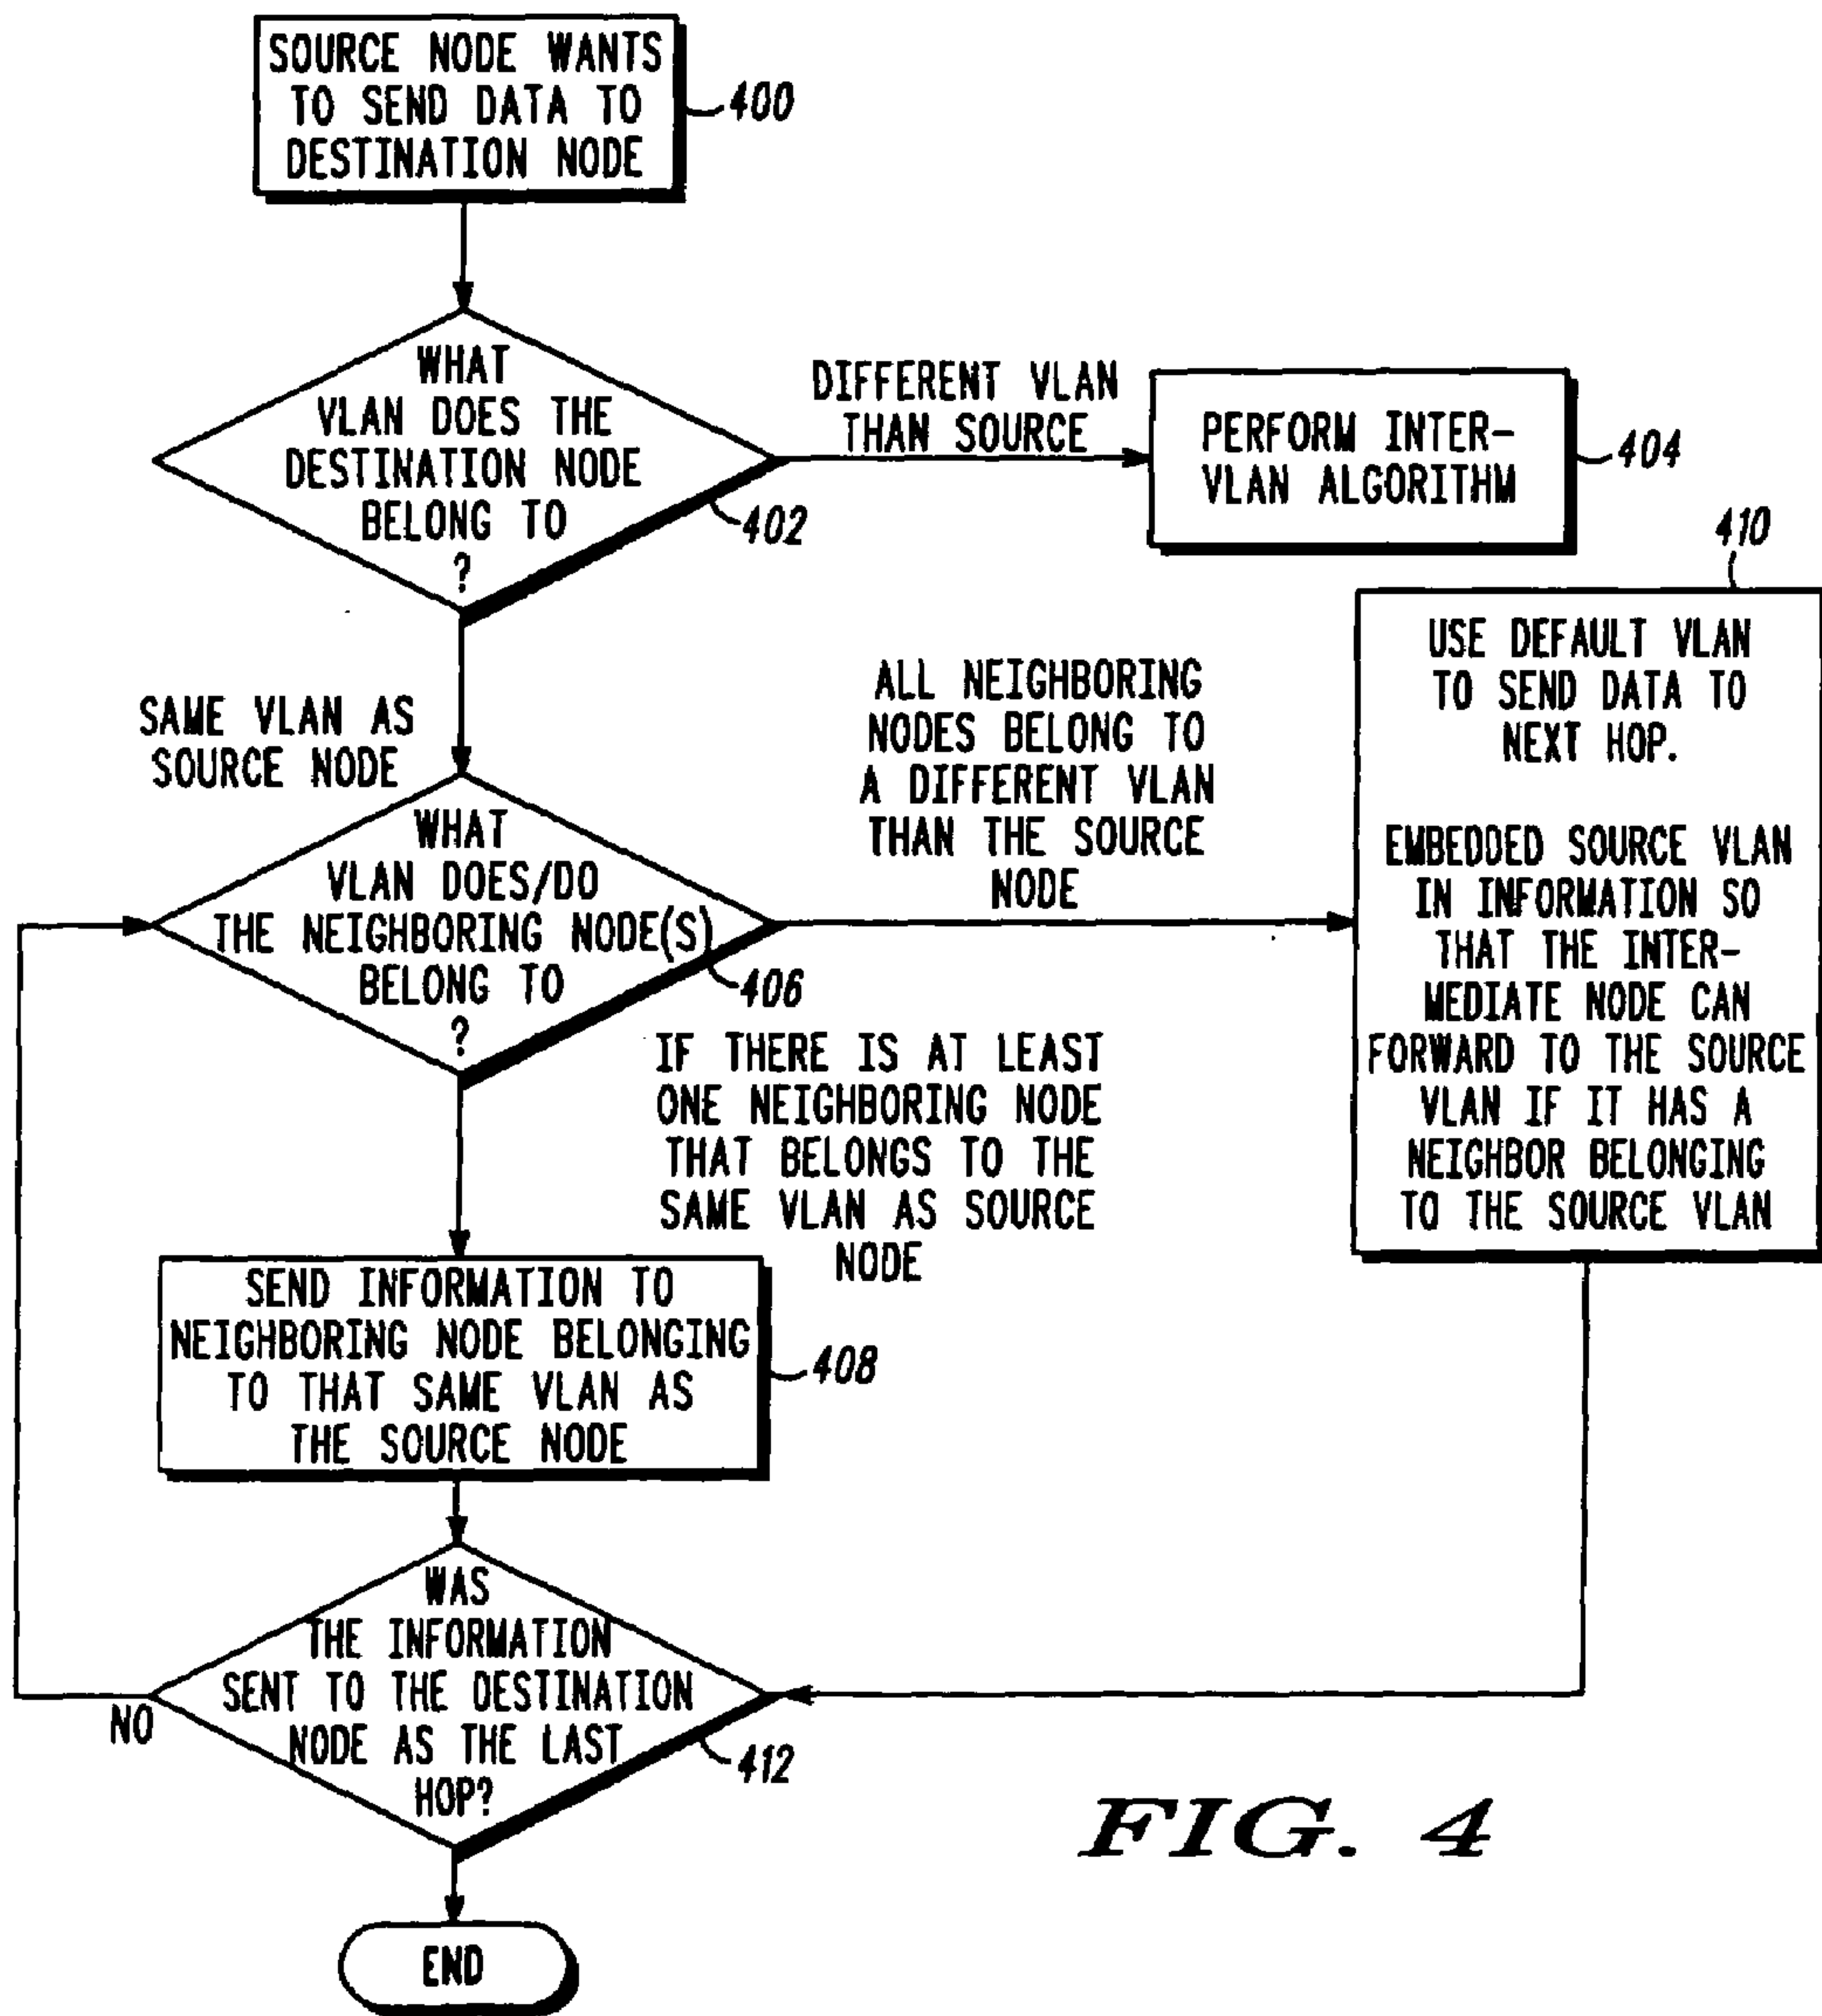 SOURCE NODE WANTS
TO SEND DATA TO
DESTINATION NODE
400
WHAT
VLAN DOES THE
DESTINATION NODE
BELONG TO
?
402
DIFFERENT VLAN
THAN SOURCE
PERFORM INTER-
VLAN ALGORITHM
404
SAME VLAN AS
SOURCE NODE
WHAT
VLAN DOES/DO
THE NEIGHBORING NODE(S)
BELONG TO
?
406
ALL NEIGHBORING
NODES BELONG TO
A DIFFERENT VLAN
THAN THE SOURCE
NODE
410
USE DEFAULT VLAN
TO SEND DATA TO
NEXT HOP.
EMBEDDED SOURCE VLAN
IN INFORMATION SO
THAT THE INTER-
MEDIATE NODE CAN
FORWARD TO THE SOURCE
VLAN IF IT HAS A
NEIGHBOR BELONGING
TO THE SOURCE VLAN
IF THERE IS AT LEAST
ONE NEIGHBORING NODE
THAT BELONGS TO THE
SAME VLAN AS SOURCE
NODE
SEND INFORMATION TO
NEIGHBORING NODE BELONGING
TO THAT SAME VLAN AS
THE SOURCE NODE
408
WAS
THE INFORMATION
SENT TO THE DESTINATION
NODE AS THE LAST
HOP?
412
NO
END
FIG. 4